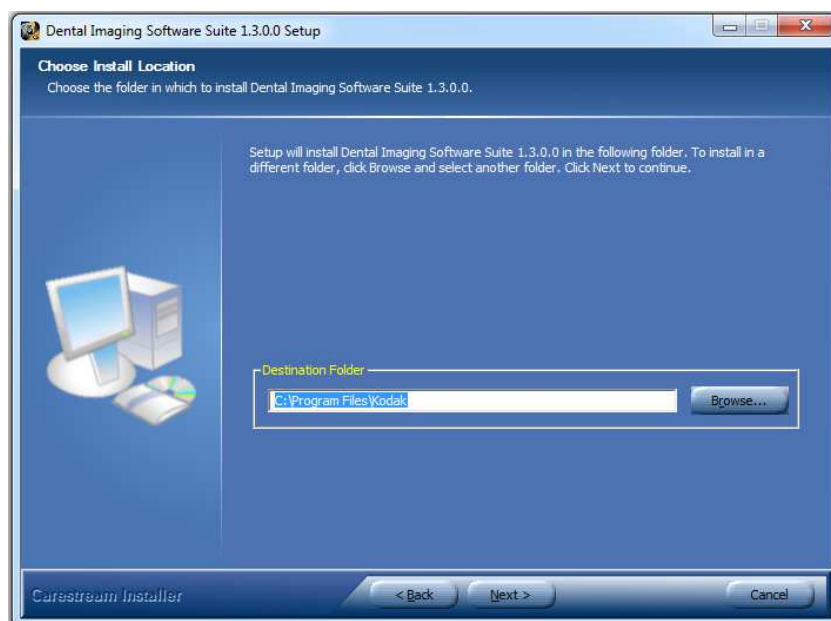 Dental Imaging Software Suite 1.3.0.0 Setup
Choose Install Location
Choose the folder in which to install Dental Imaging Software Suite 1.3.0.0.
Setup will install Dental Imaging Software Suite 1.3.0.0 in the following folder. To install in a
different folder, click Browse and select another folder. Click Next to continue.
Destination Folder
C:\Program Files\Kodak
Browse...
Carestream Installer
< Back
Next >
Cancel